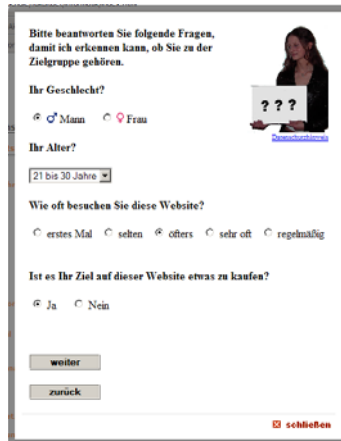 Bitte beantworten Sie folgende Fragen,
damit ich erkennen kann, ob Sie zu der
Zielgruppe gehören.
? ? ?
Datenschutzhinweis
Ihr Geschlecht?
Mann Frau
Ihr Alter?
21 bis 30 Jahre
Wie oft besuchen Sie diese Website?
erstes Mal selten öfters sehr oft regelmäßig
Ist es Ihr Ziel auf dieser Website etwas zu kaufen?
Ja Nein
weiter
zurück
schließen